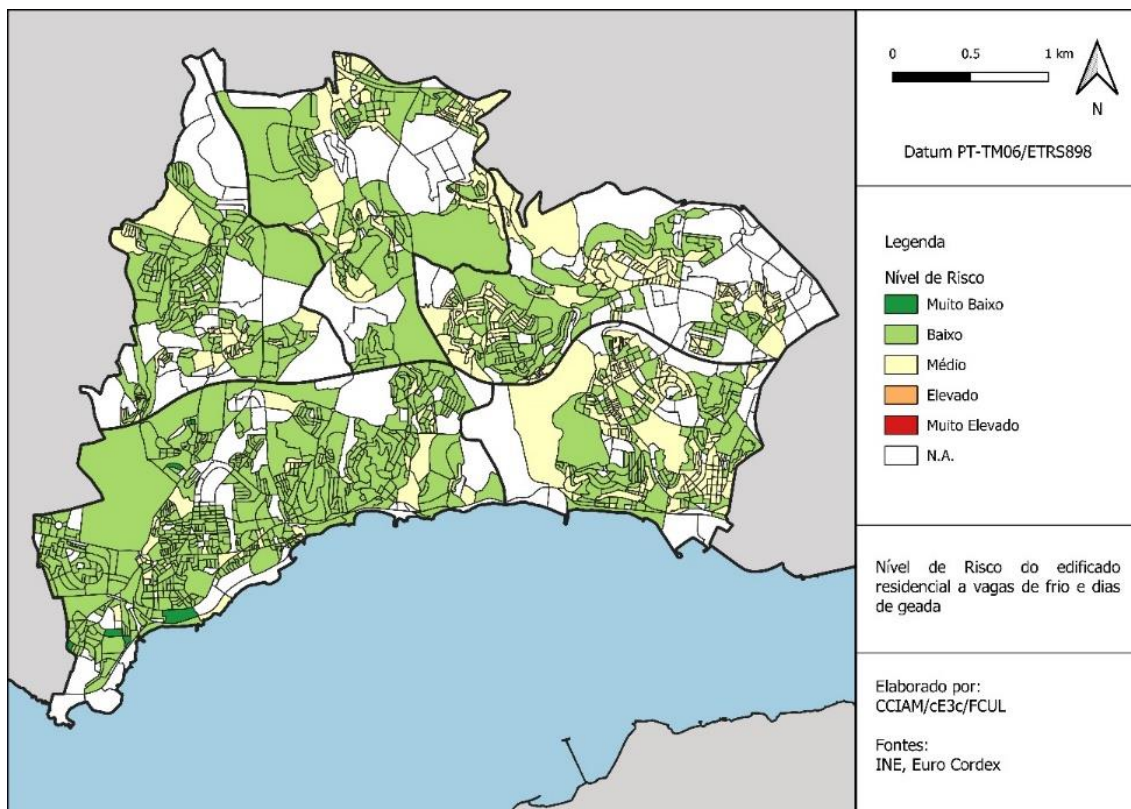 0 0.5 1 km
N
Datum PT-TM06/ETRS898
Legenda
Nível de Risco
Muito Baixo
Baixo
Médio
Elevado
Muito Elevado
N.A.
Nível de Risco do edificado
residencial a vagas de frio e dias
de geada
Elaborado por:
CCIAM/cE3c/FCUL
Fontes:
INE, Euro Cordex